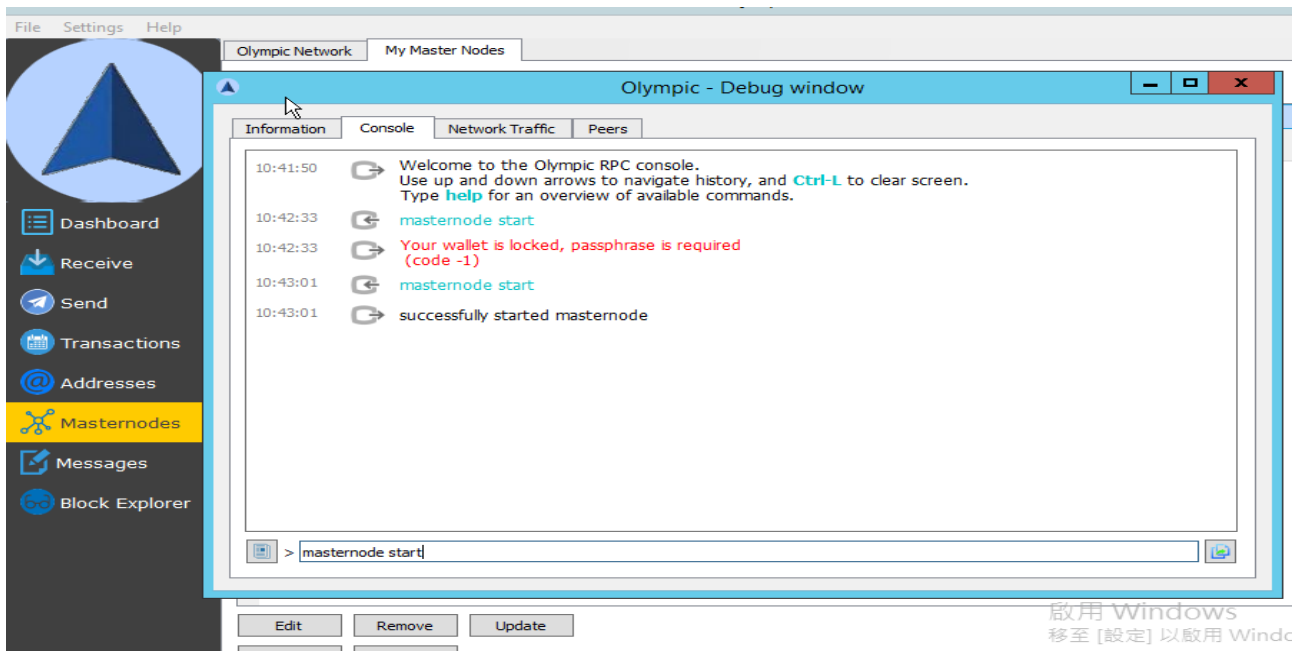 File Settings Help
Olympic Network My Master Nodes
Olympic - Debug window
Information Console Network Traffic Peers
10:41:50 Welcome to the Olympic RPC console.
Use up and down arrows to navigate history, and Ctrl-L to clear screen.
Type help for an overview of available commands.
10:42:33 masternode start
10:42:33 Your wallet is locked, passphrase is required
(code -1)
10:43:01 masternode start
10:43:01 successfully started masternode
> masternode start
Dashboard
Receive
Send
Transactions
Addresses
Masternodes
Messages
Block Explorer
Edit Remove Update
啟用 Windows
移至 [設定] 以啟用 Windo